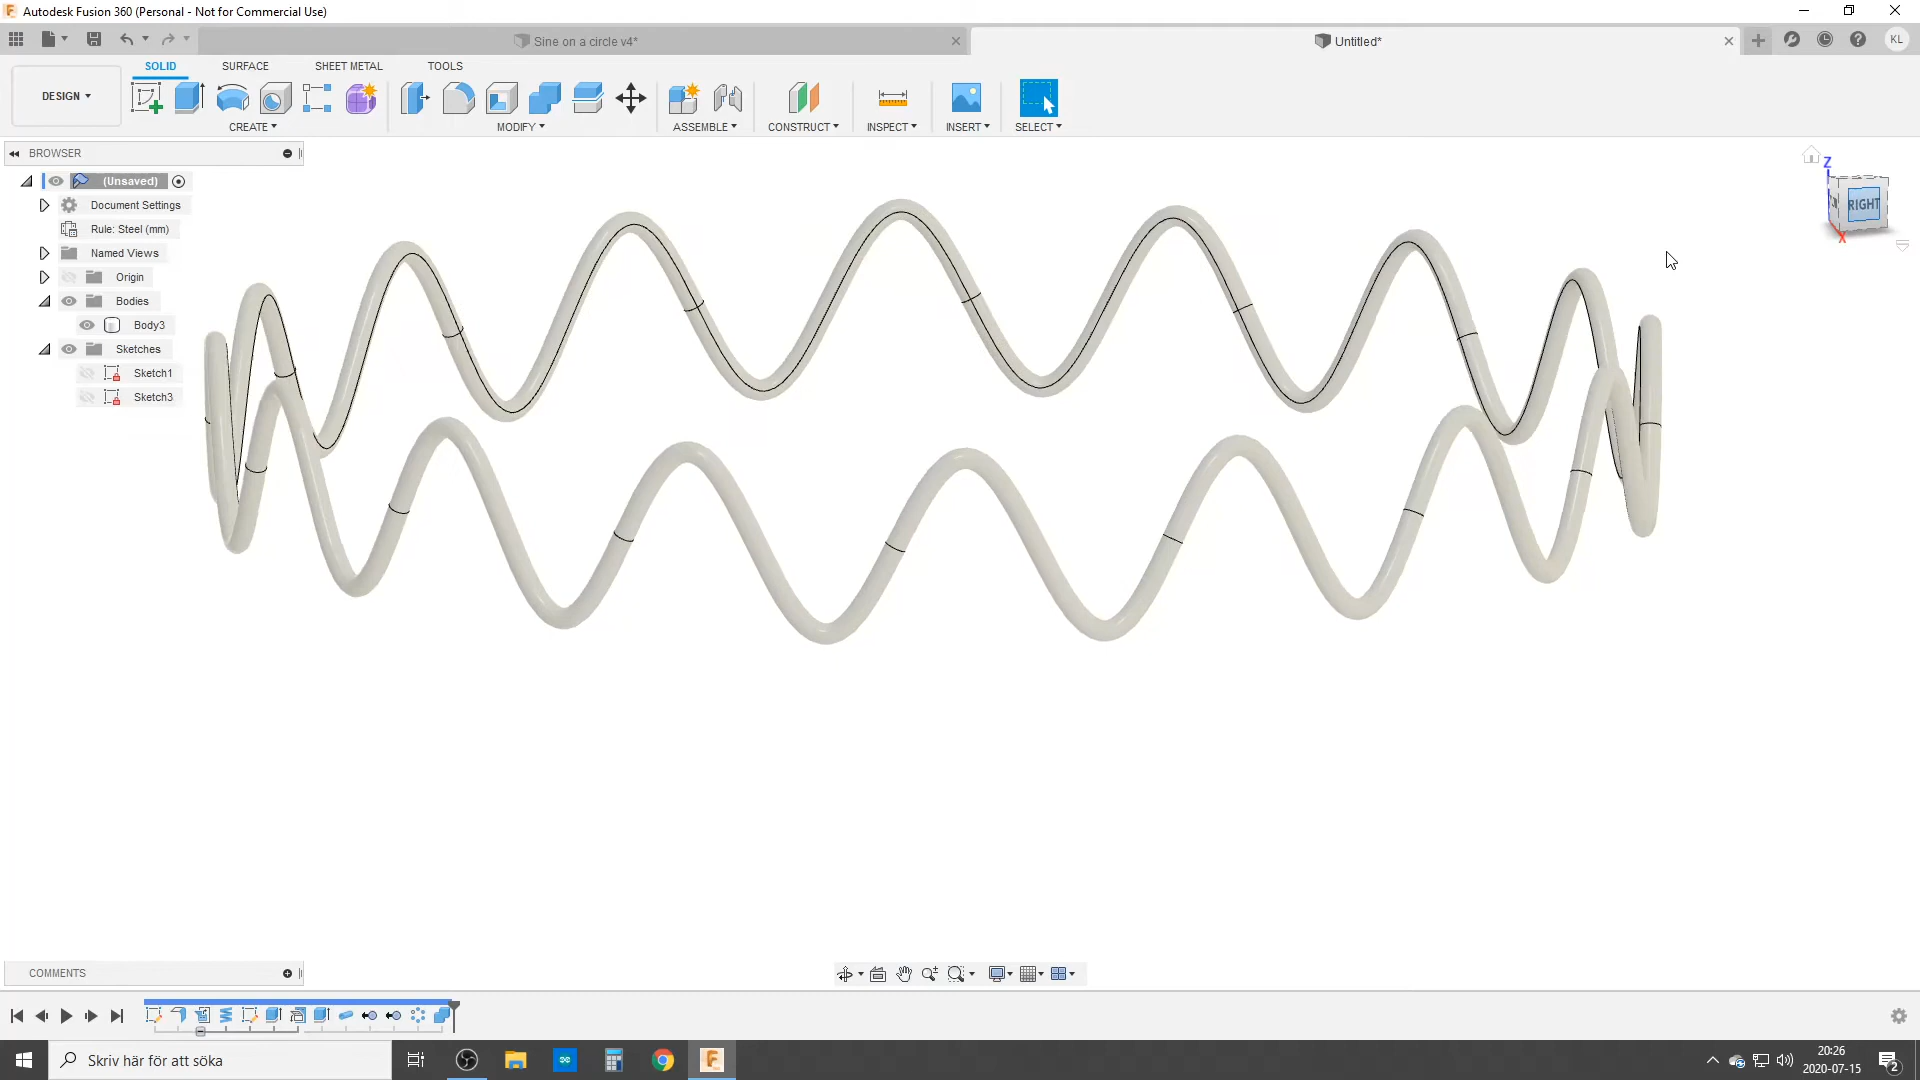 Autodesk Fusion 360 (Personal - Not for Commercial Use)
Sine on a circle v4*
Untitled*
KL
SOLID
SURFACE
SHEET METAL
TOOLS
DESIGN
CREATE
MODIFY
ASSEMBLE
CONSTRUCT
INSPECT
INSERT
SELECT
BROWSER
(Unsaved)
Document Settings
Rule: Steel (mm)
Named Views
Origin
Bodies
Body3
Sketches
Sketch1
Sketch3
Z
RIGHT
X
COMMENTS
Skriv här för att söka
20:26
2020-07-15
2